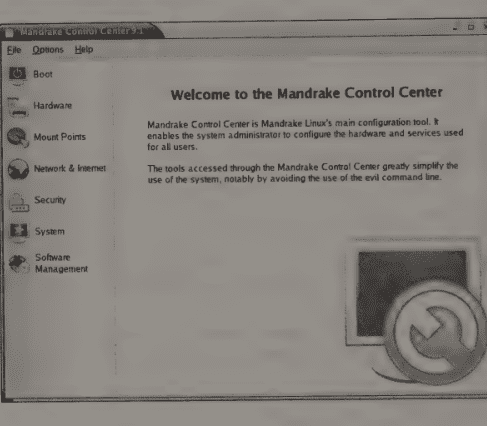 Mandrake Control Center 9.1
File Options Help
Boot
Hardware
Mount Points
Network & Internet
Security
System
Software
Management
Welcome to the Mandrake Control Center
Mandrake Control Center is Mandrake Linux's main configuration tool. It
enables the system administrator to configure the hardware and services used
for all users.
The tools accessed through the Mandrake Control Center greatly simplify the
use of the system, notably by avoiding the use of the evil command line.